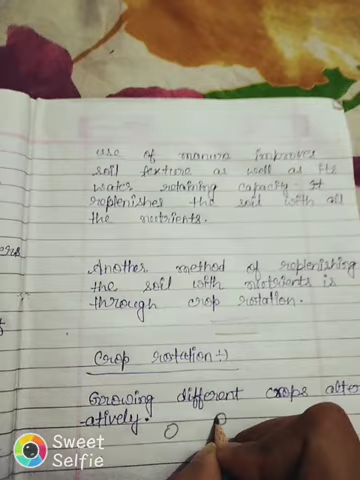 use of manure improves
soil texture as well as its
water retaining capacity. It
replenishes the soil with all
the nutrients.
Another method of replenishing
the soil with nutrients is
through crop rotation.
Crop rotation:-)
Growing different crops alter
-atively.
Sweet
Selfie